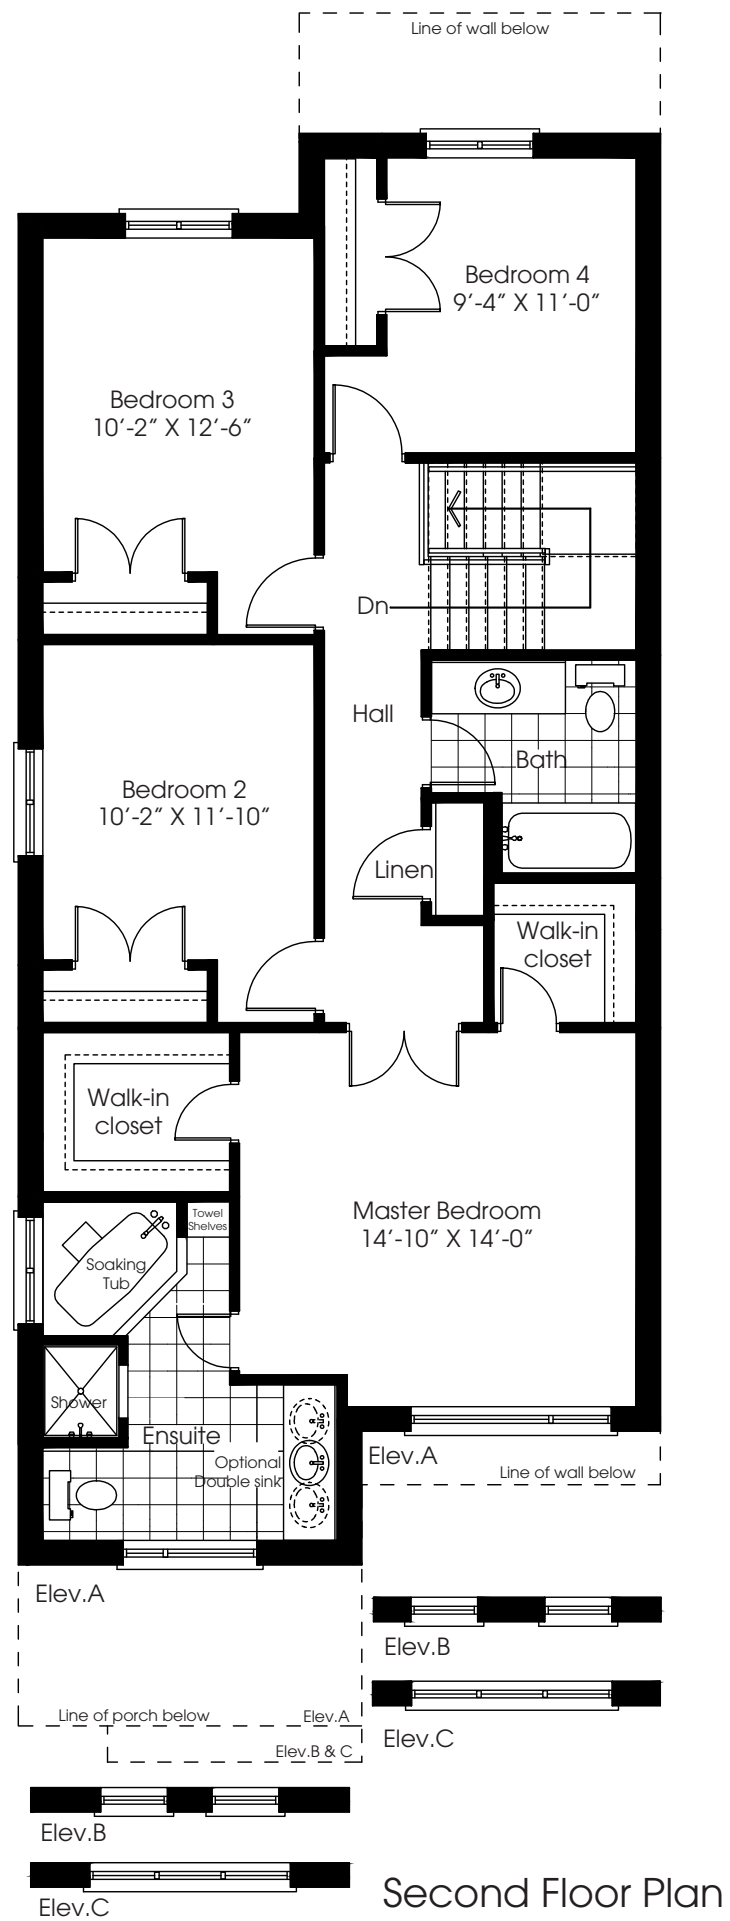 Line of wall below
Bedroom 4
9'-4" X 11'-0"
Bedroom 3
10'-2" X 12'-6"
Dn
Hall
Bath
Bedroom 2
10'-2" X 11'-10"
Linen
Walk-in
closet
Walk-in
closet
Master Bedroom
14'-10" X 14'-0"
Towel
Shelves
Soaking
Tub
Shower
Ensuite
Optional
Double sink
Elev.A
Line of wall below
Elev.A
Elev.B
Elev.C
Line of porch below
Elev.A
Elev.B & C
Elev.B
Elev.C
Second Floor Plan